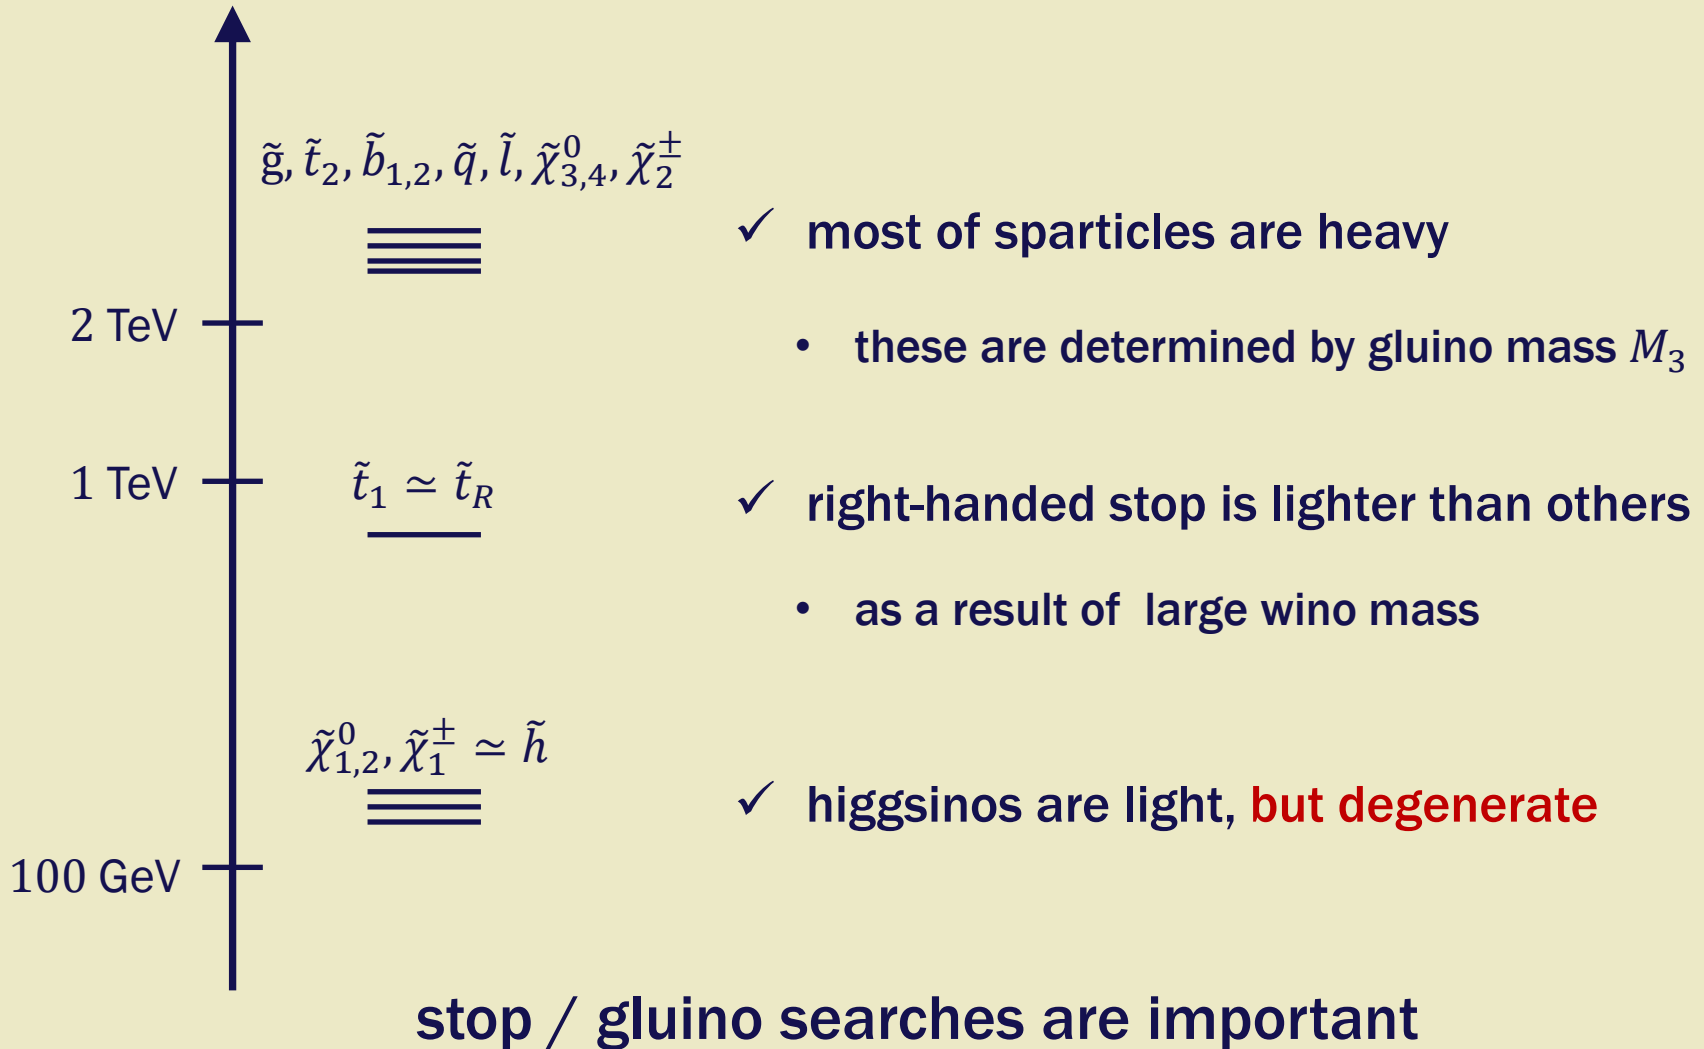 g̃, t̃₂, b̃₁,₂, q̃, l̃, χ̃⁰₃,₄, χ̃±₂
✓ most of sparticles are heavy
2 TeV
• these are determined by gluino mass M₃
1 TeV
t̃₁ ≃ t̃_R
✓ right-handed stop is lighter than others
• as a result of large wino mass
χ̃⁰₁,₂, χ̃±₁ ≃ h̃
✓ higgsinos are light, but degenerate
100 GeV
stop / gluino searches are important